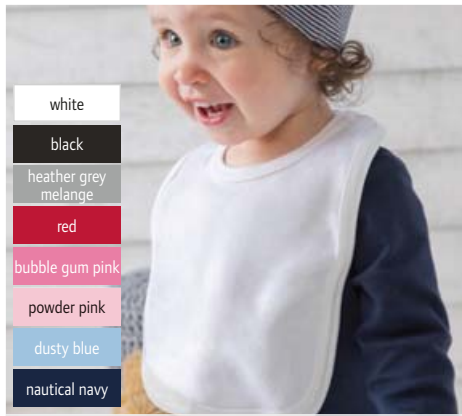 white
black
heather grey
melange
red
bubble gum pink
powder pink
dusty blue
nautical navy